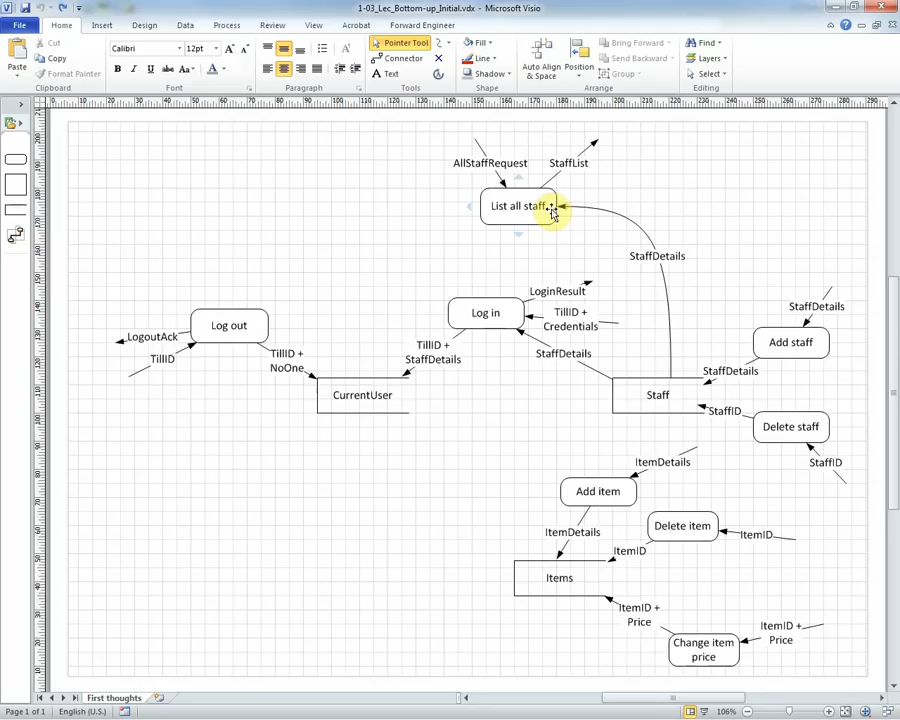 1-03_Lec_Bottom-up_Initial.vdx - Microsoft Visio
File Home Insert Design Data Process Review View Acrobat Forward Engineer
Paste
Cut
Copy
Format Painter
Clipboard
Calibri 12pt
B I U abc Aa A
Font
Paragraph
Pointer Tool
Connector
Text
Tools
Fill
Line
Shadow
Shape
Auto Align & Space
Position
Bring Forward
Send Backward
Group
Arrange
Find
Layers
Select
Editing
AllStaffRequest
StaffList
List all staff
StaffDetails
LoginResult
Log in
TillID +
Credentials
StaffDetails
Log out
LogoutAck
TillID
TillID +
NoOne
TillID +
StaffDetails
CurrentUser
StaffDetails
Add staff
StaffDetails
Staff
StaffID
Delete staff
StaffID
ItemDetails
Add item
ItemDetails
Delete item
ItemID
ItemID
Items
ItemID +
Price
ItemID +
Price
Change item
price
First thoughts
Page 1 of 1
English (U.S.)
106%